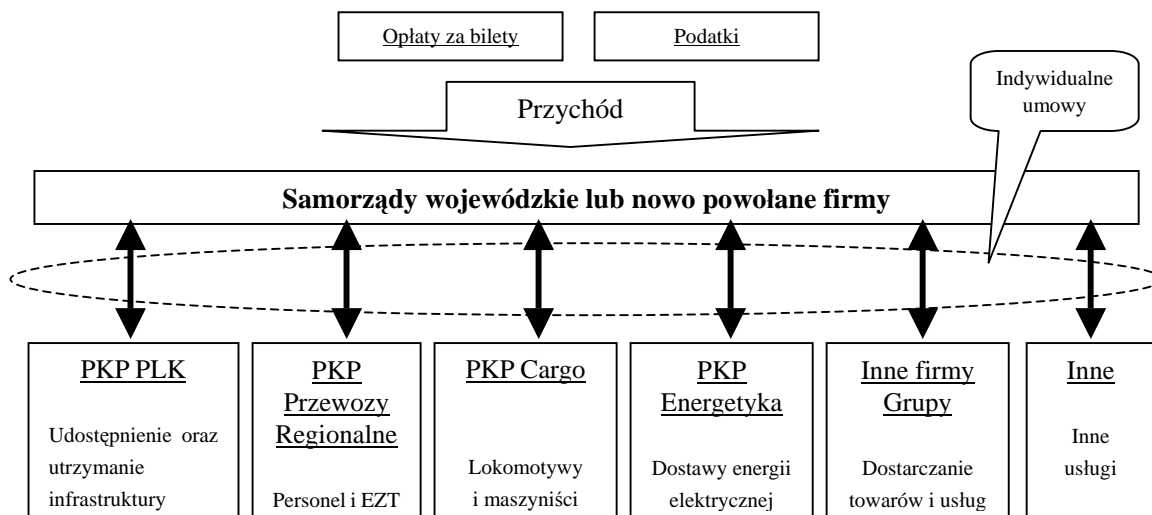 Opłaty za bilety
Podatki
Indywidualne
umowy
Przychód
Samorządy wojewódzkie lub nowo powołane firmy
PKP PLK
Udostępnienie oraz
utrzymanie
infrastruktury
PKP
Przewozy
Regionalne
Personel i EZT
PKP Cargo
Lokomotywy
i maszyniści
PKP
Energetyka
Dostawy energii
elektrycznej
Inne firmy
Grupy
Dostarczanie
towarów i usług
Inne
Inne
usługi